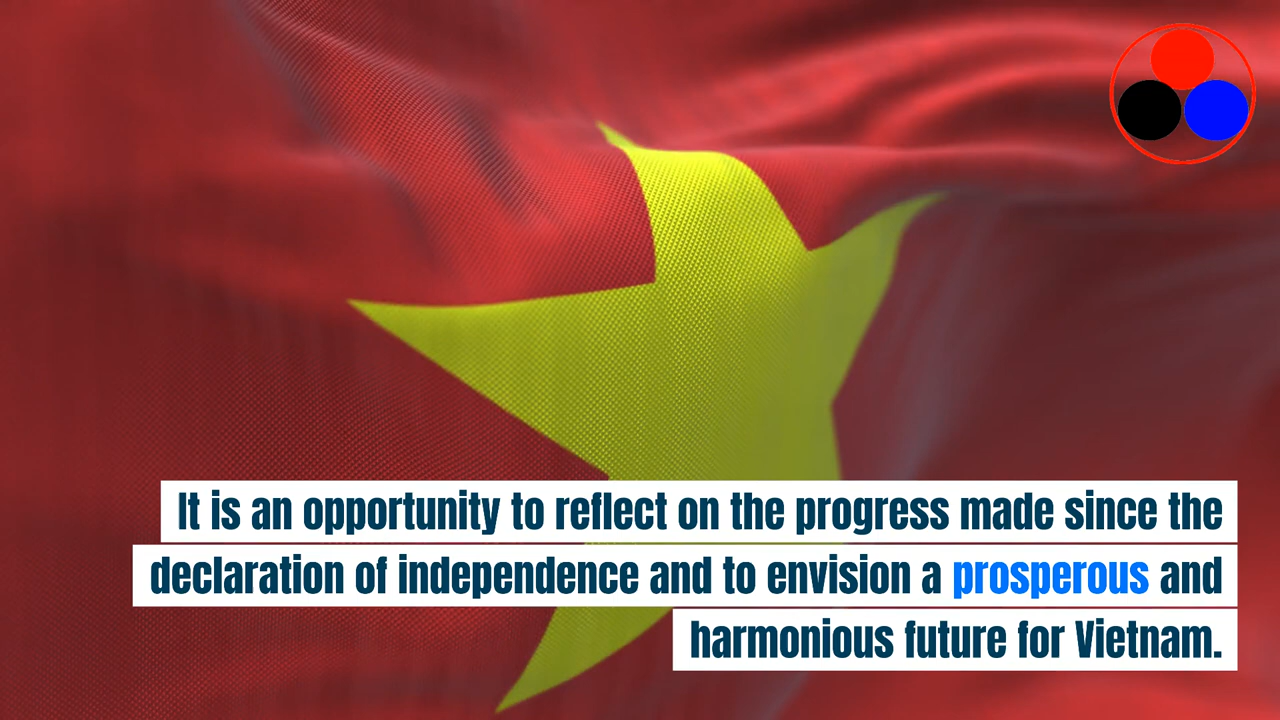 It is an opportunity to reflect on the progress made since the
declaration of independence and to envision a prosperous and
harmonious future for Vietnam.